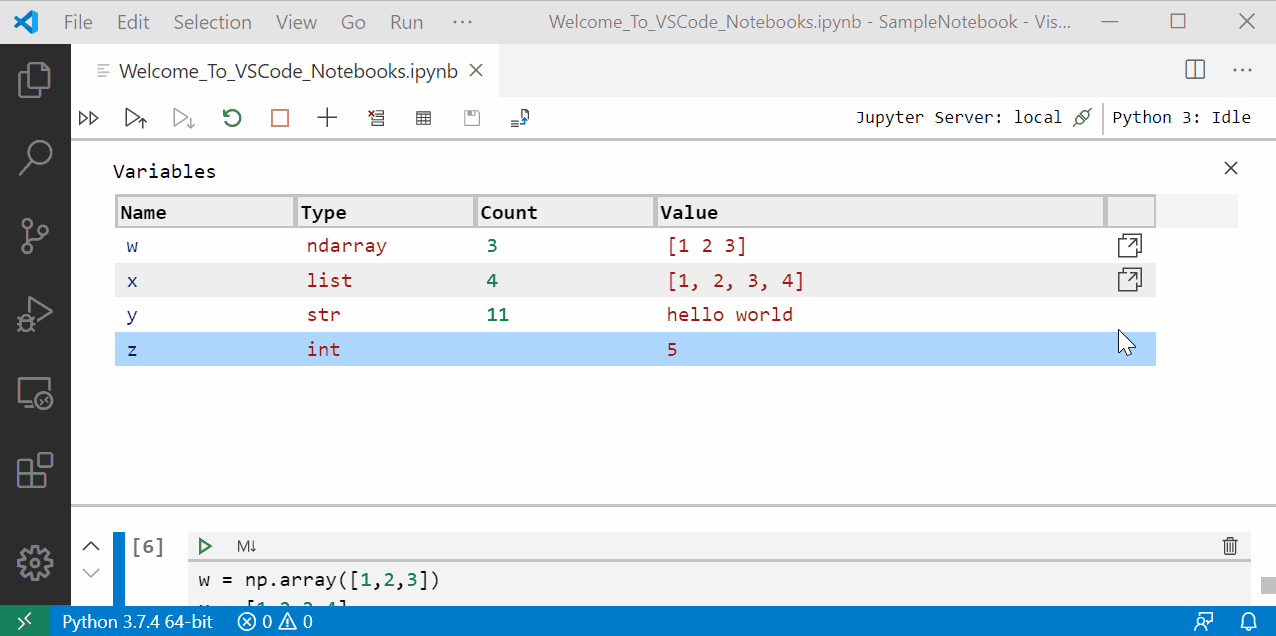 File Edit Selection View Go Run ··· Welcome_To_VSCode_Notebooks.ipynb - SampleNotebook - Vis...
Welcome_To_VSCode_Notebooks.ipynb
Jupyter Server: local Python 3: Idle
Variables
Name Type Count Value
w ndarray 3 [1 2 3]
x list 4 [1, 2, 3, 4]
y str 11 hello world
z int 5
[6] M↓
w = np.array([1,2,3])
Python 3.7.4 64-bit 0 0